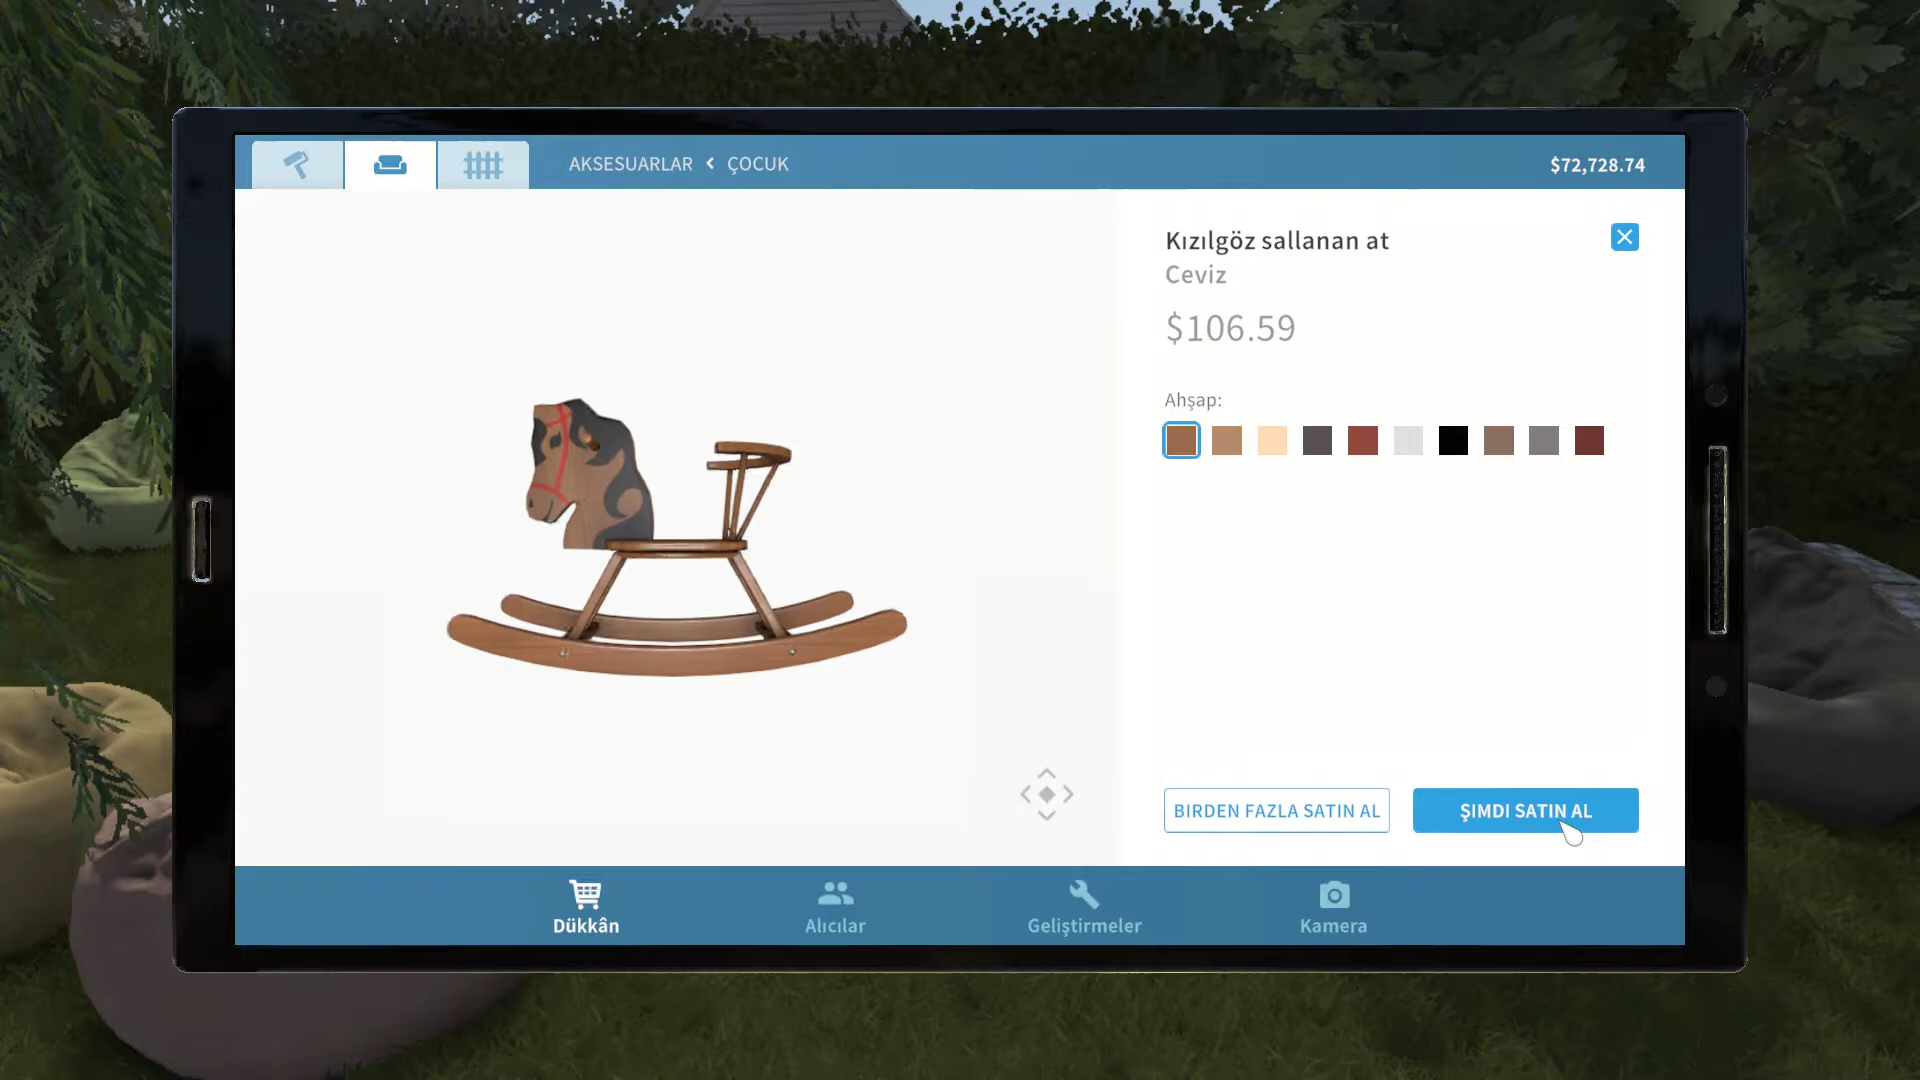 AKSESUARLAR < ÇOCUK
$72,728.74
Kızılgöz sallanan at
Ceviz
$106.59
Ahşap:
BIRDEN FAZLA SATIN AL
ŞIMDI SATIN AL
Dükkân
Alıcılar
Geliştirmeler
Kamera